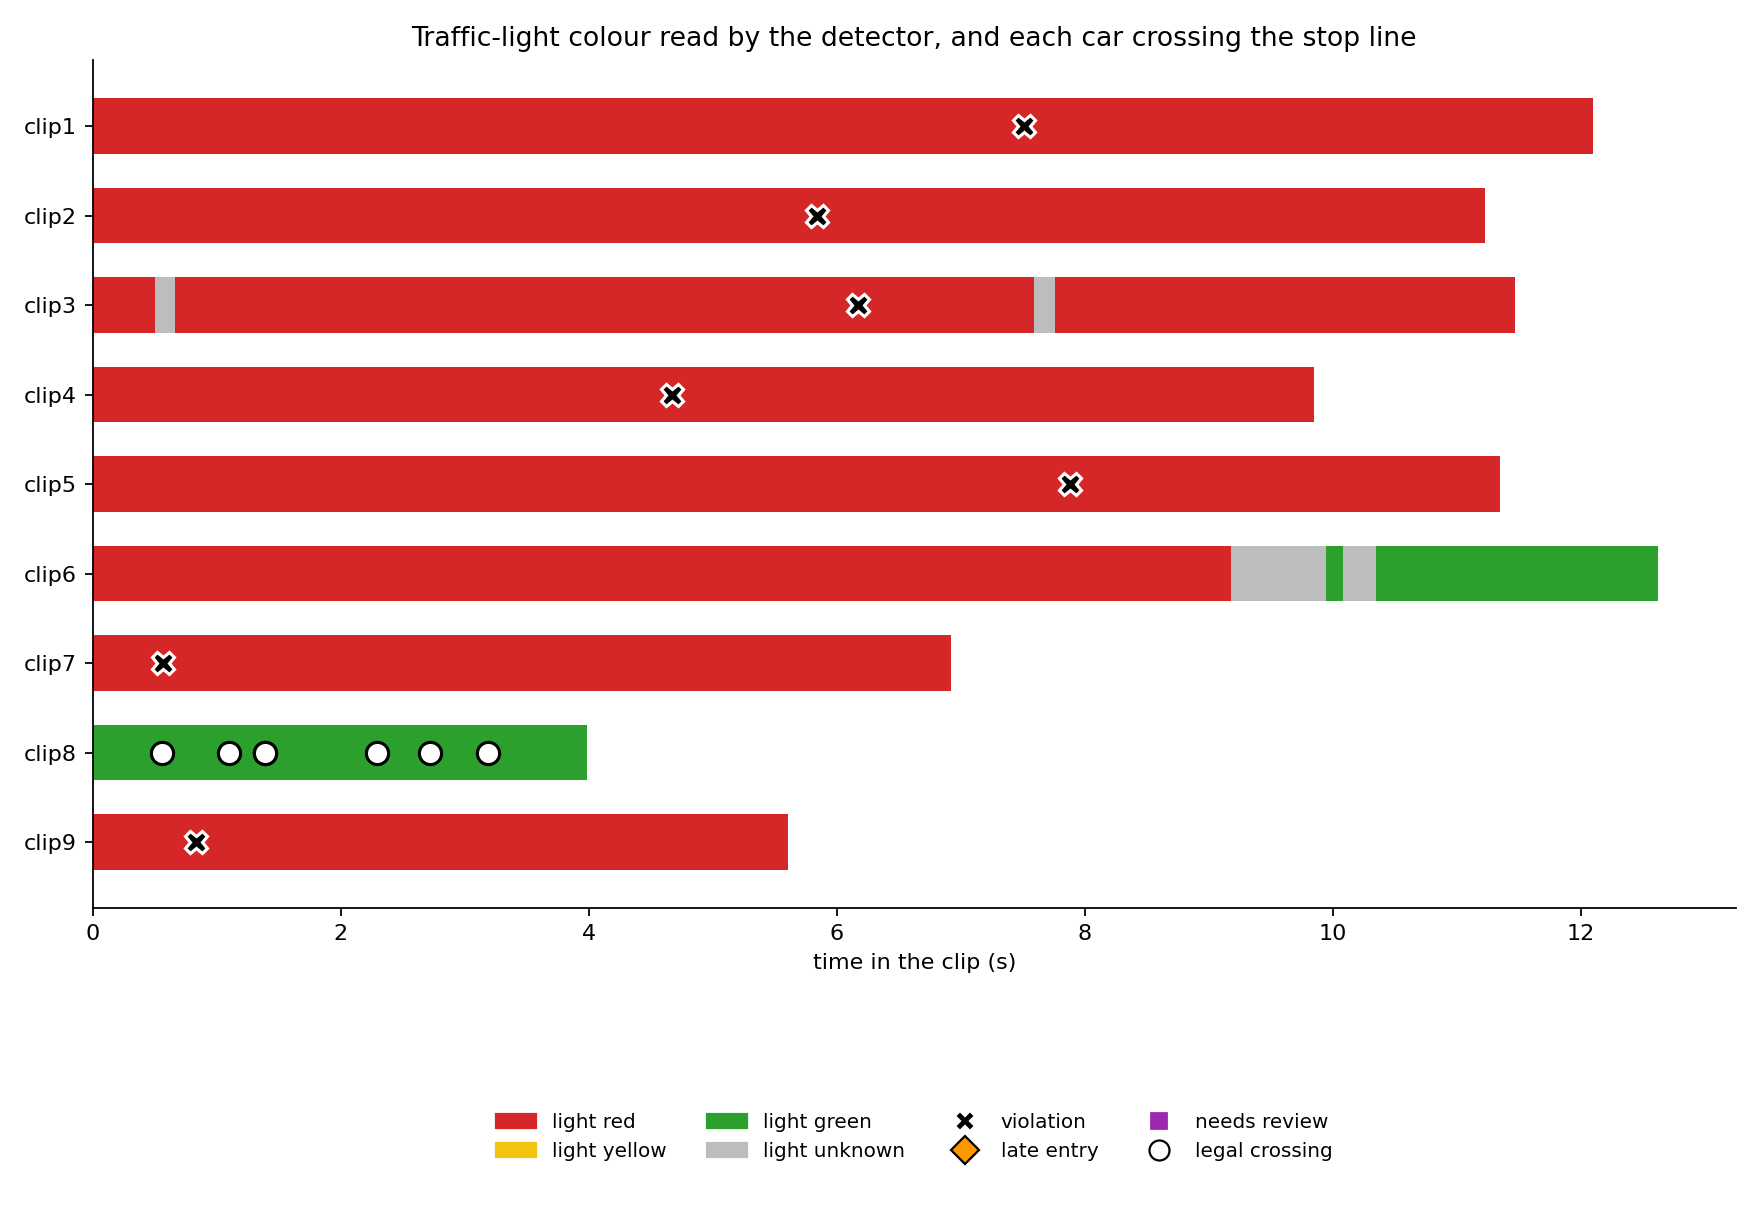 Traffic-light colour read by the detector, and each car crossing the stop line
clip1
clip2
clip3
clip4
clip5
clip6
clip7
clip8
clip9
0 2 4 6 8 10 12
time in the clip (s)
light red light green violation needs review
light yellow light unknown late entry legal crossing